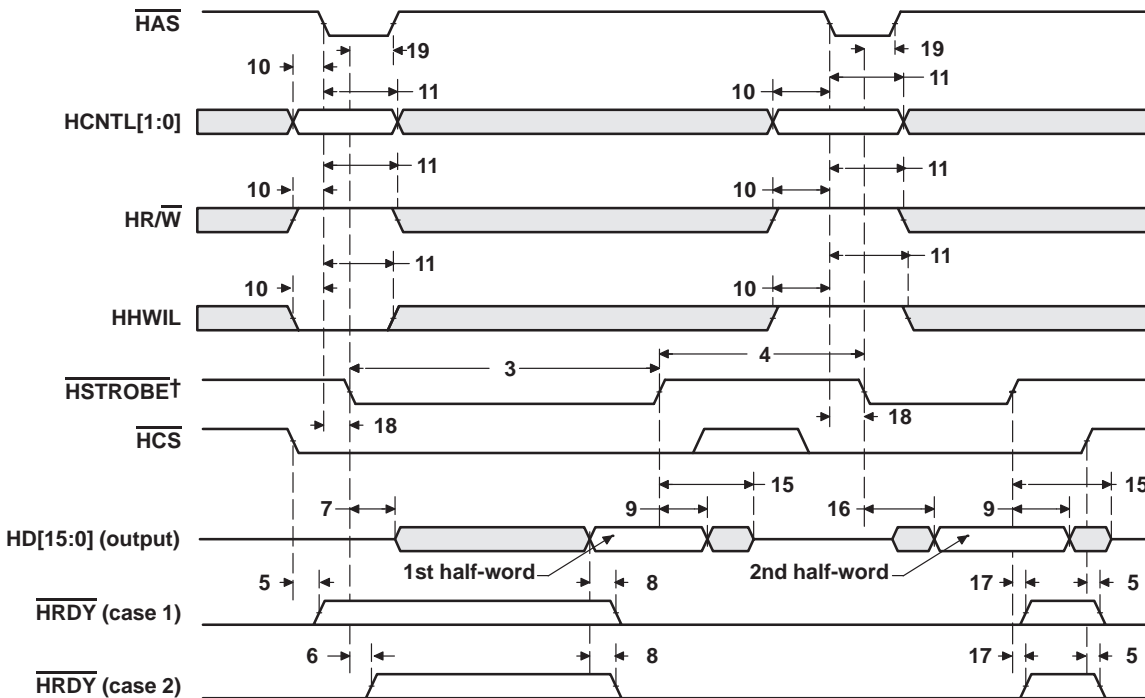 HAS
19
19
10
11
11
10
HCNTL[1:0]
11
11
10
10
HR/W
11
11
10
10
HHWIL
3
4
HSTROBE†
18
18
HCS
15
15
7
9
16
9
HD[15:0] (output)
1st half-word
2nd half-word
5
8
17
5
HRDY (case 1)
6
8
17
5
HRDY (case 2)